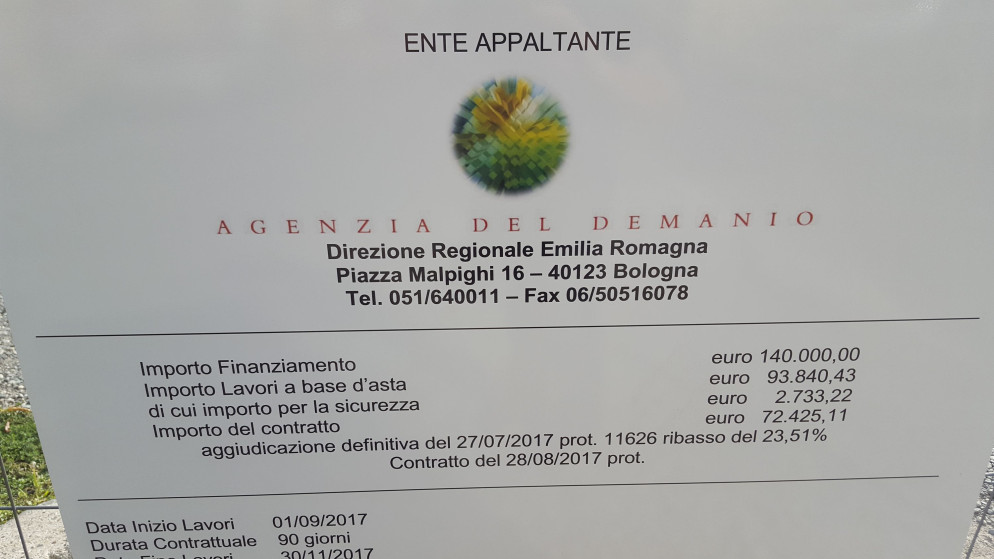 ENTE APPALTANTE
AGENZIA DEL DEMANIO
Direzione Regionale Emilia Romagna
Piazza Malpighi 16 – 40123 Bologna
Tel. 051/640011 – Fax 06/50516078
Importo Finanziamento euro 140.000,00
Importo Lavori a base d'asta euro 93.840,43
di cui importo per la sicurezza euro 2.733,22
Importo del contratto euro 72.425,11
aggiudicazione definitiva del 27/07/2017 prot. 11626 ribasso del 23,51%
Contratto del 28/08/2017 prot.
Data Inizio Lavori 01/09/2017
Durata Contrattuale 90 giorni
Data Fine Lavori 30/11/2017